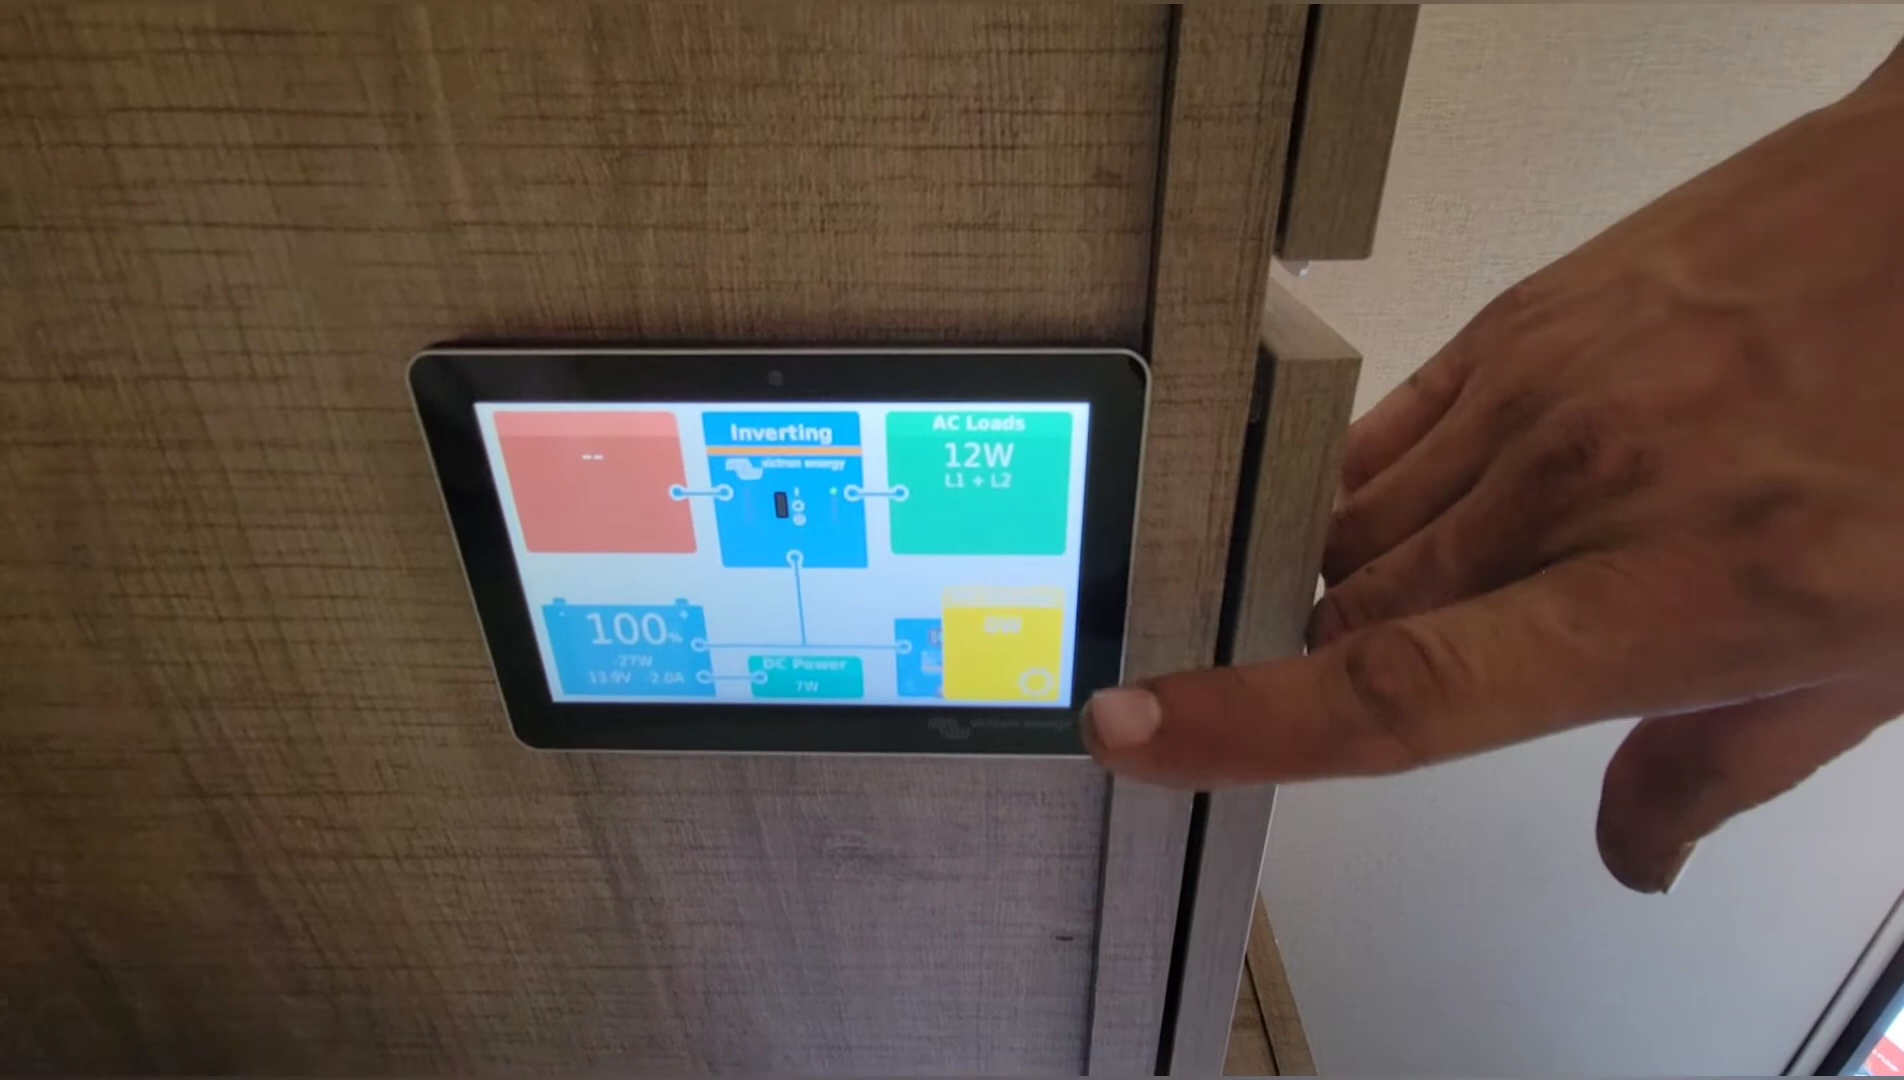 --
Inverting
victron energy
AC Loads
12W
L1 + L2
100%
-27W
13.9V -2.0A
DC Power
7W
0W
victron energy